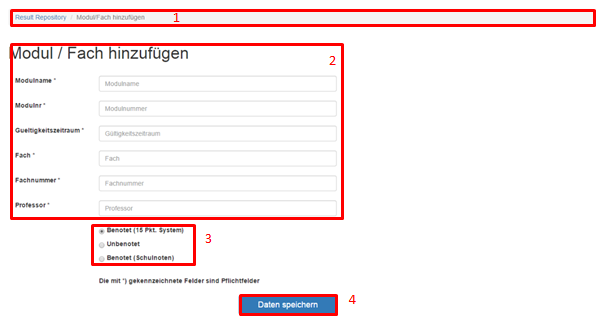 Result Repository / Modul/Fach hinzufügen 1
Modul / Fach hinzufügen 2
Modulname * Modulname
Modulnr * Modulnummer
Gueltigkeitszeitraum * Gültigkeitszeitraum
Fach * Fach
Fachnummer * Fachnummer
Professor * Professor
Benotet (15 Pkt. System)
Unbenotet 3
Benotet (Schulnoten)
Die mit *) gekennzeichnete Felder sind Pflichtfelder
Daten speichern 4